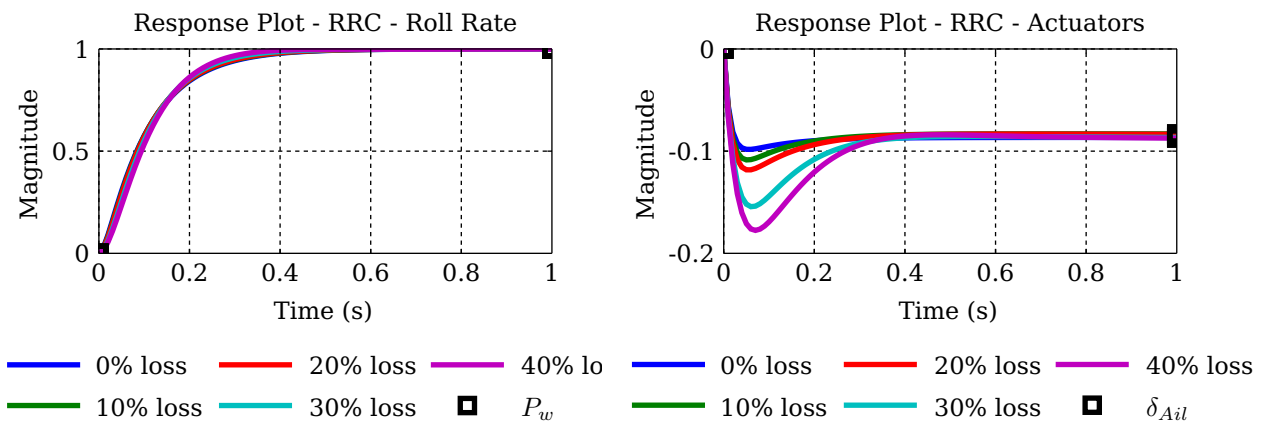 Response Plot - RRC - Roll Rate
Magnitude
1
0.5
0
0 0.2 0.4 0.6 0.8 1
Time (s)
0% loss 20% loss 40% lo
10% loss 30% loss P_w
Response Plot - RRC - Actuators
Magnitude
0
-0.1
-0.2
0 0.2 0.4 0.6 0.8 1
Time (s)
0% loss 20% loss 40% loss
10% loss 30% loss δ_Ail